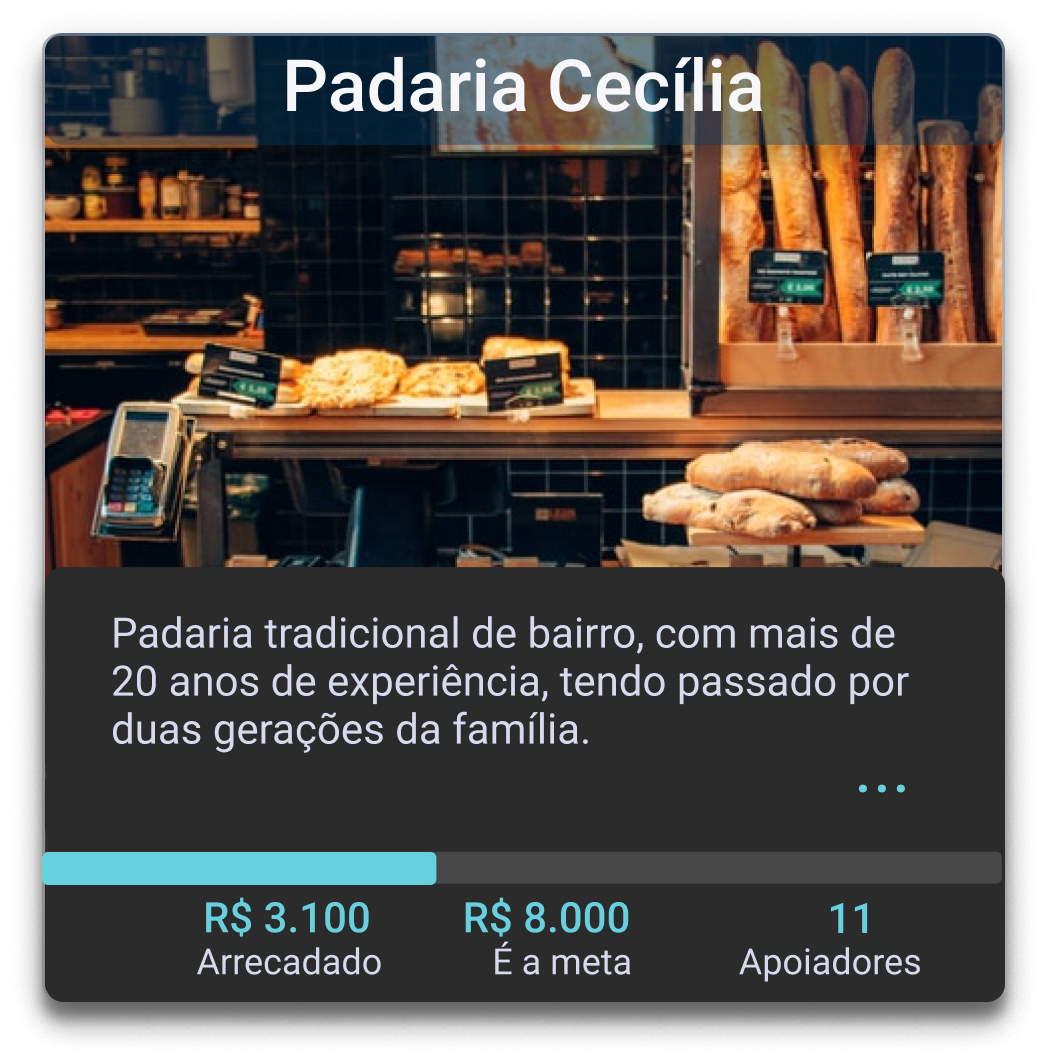 Padaria Cecília
Padaria tradicional de bairro, com mais de
20 anos de experiência, tendo passado por
duas gerações da família.
...
R$ 3.100 R$ 8.000 11
Arrecadado É a meta Apoiadores